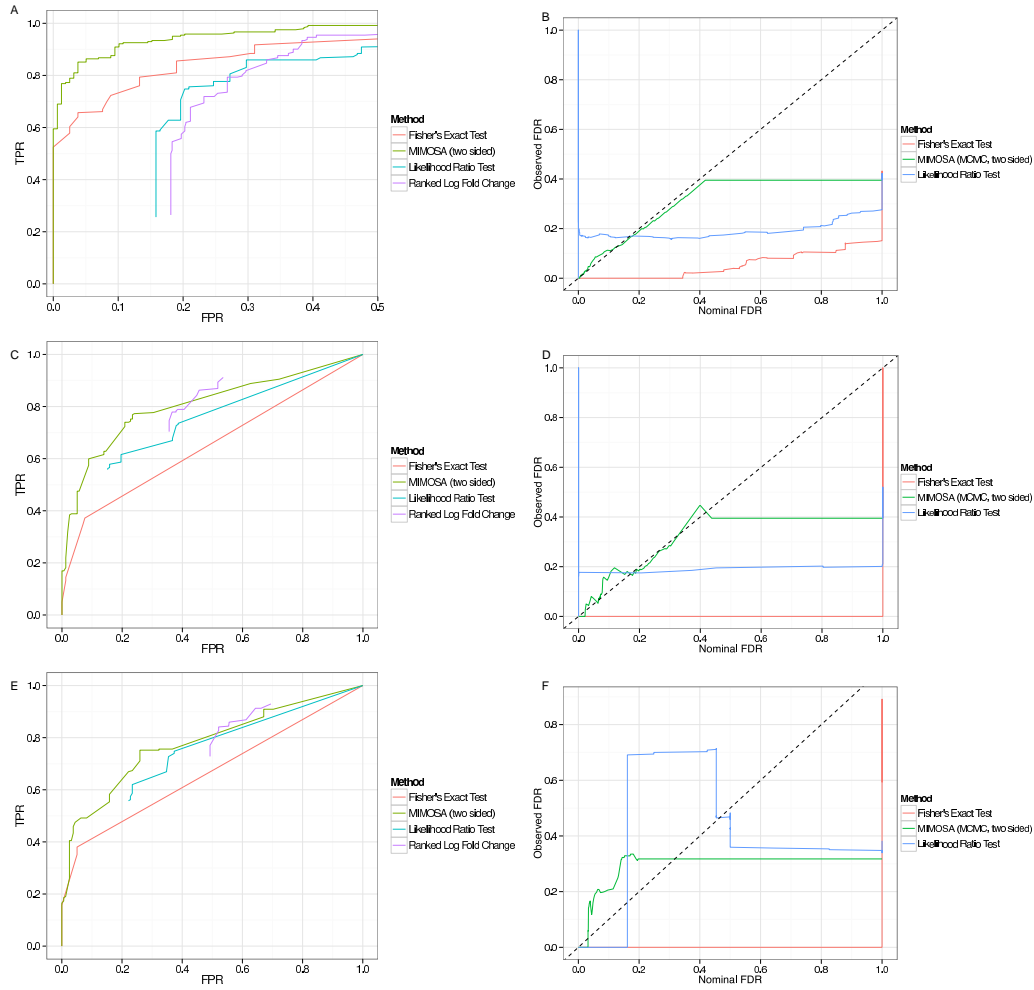 A
1.0
0.8
0.6
0.4
0.2
0.0
TPR
0.0 0.1 0.2 0.3 0.4 0.5
FPR
Method
Fisher's Exact Test
MIMOSA (two sided)
Likelihood Ratio Test
Ranked Log Fold Change
B
1.0
0.8
0.6
0.4
0.2
0.0
Observed FDR
0.0 0.2 0.4 0.6 0.8 1.0
Nominal FDR
Method
Fisher's Exact Test
MIMOSA (MCMC, two sided)
Likelihood Ratio Test
C
1.0
0.8
0.6
0.4
0.2
0.0
TPR
0.0 0.2 0.4 0.6 0.8 1.0
FPR
Method
Fisher's Exact Test
MIMOSA (two sided)
Likelihood Ratio Test
Ranked Log Fold Change
D
1.0
0.8
0.6
0.4
0.2
0.0
Observed FDR
0.0 0.2 0.4 0.6 0.8 1.0
Nominal FDR
Method
Fisher's Exact Test
MIMOSA (MCMC, two sided)
Likelihood Ratio Test
E
1.0
0.8
0.6
0.4
0.2
0.0
TPR
0.0 0.2 0.4 0.6 0.8 1.0
FPR
Method
Fisher's Exact Test
MIMOSA (two sided)
Likelihood Ratio Test
Ranked Log Fold Change
F
0.8
0.6
0.4
0.2
0.0
Observed FDR
0.0 0.2 0.4 0.6 0.8 1.0
Nominal FDR
Method
Fisher's Exact Test
MIMOSA (MCMC, two sided)
Likelihood Ratio Test